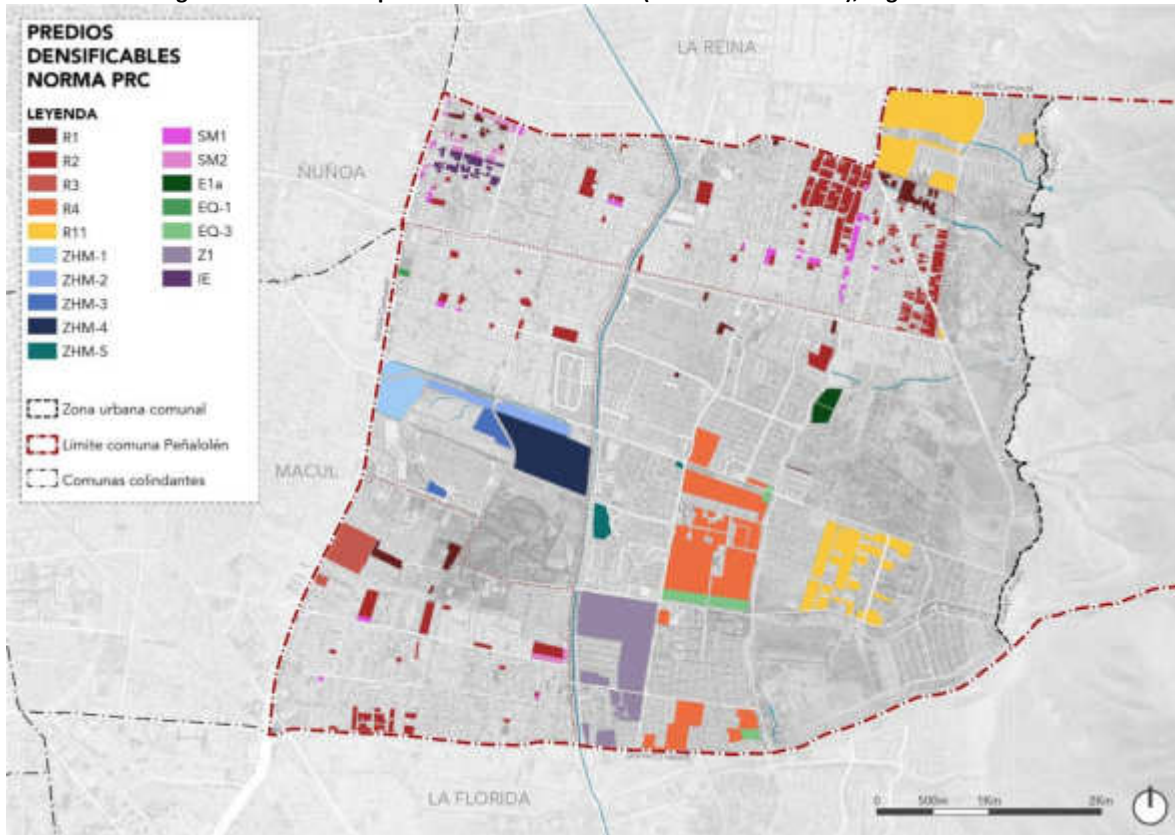 PREDIOS
DENSIFICABLES
NORMA PRC
LEYENDA
R1
R2
R3
R4
R11
ZHM-1
ZHM-2
ZHM-3
ZHM-4
ZHM-5
SM1
SM2
E1a
EQ-1
EQ-3
Z1
IE
Zona urbana comunal
Límite comuna Peñalolén
Comunas colindantes
LA REINA
ÑUÑOA
MACUL
LA FLORIDA
0 500m 1Km 2Km